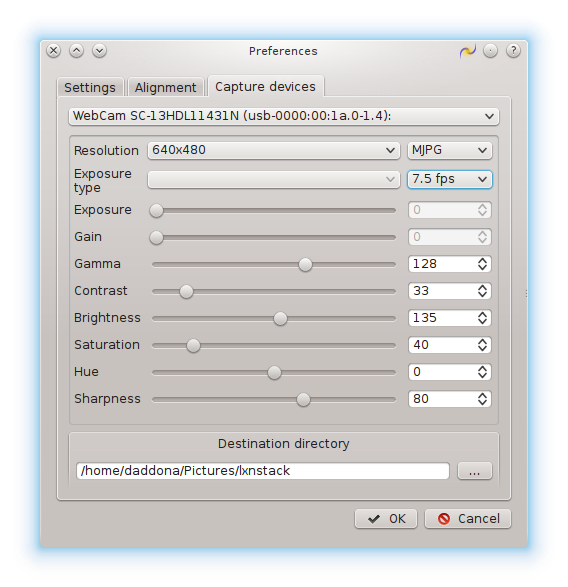 Preferences
Settings Alignment Capture devices
WebCam SC-13HDL11431N (usb-0000:00:1a.0-1.4):
Resolution 640x480 MJPG
Exposure
type 7.5 fps
Exposure 0
Gain 0
Gamma 128
Contrast 33
Brightness 135
Saturation 40
Hue 0
Sharpness 80
Destination directory
/home/daddona/Pictures/lxnstack ...
OK Cancel